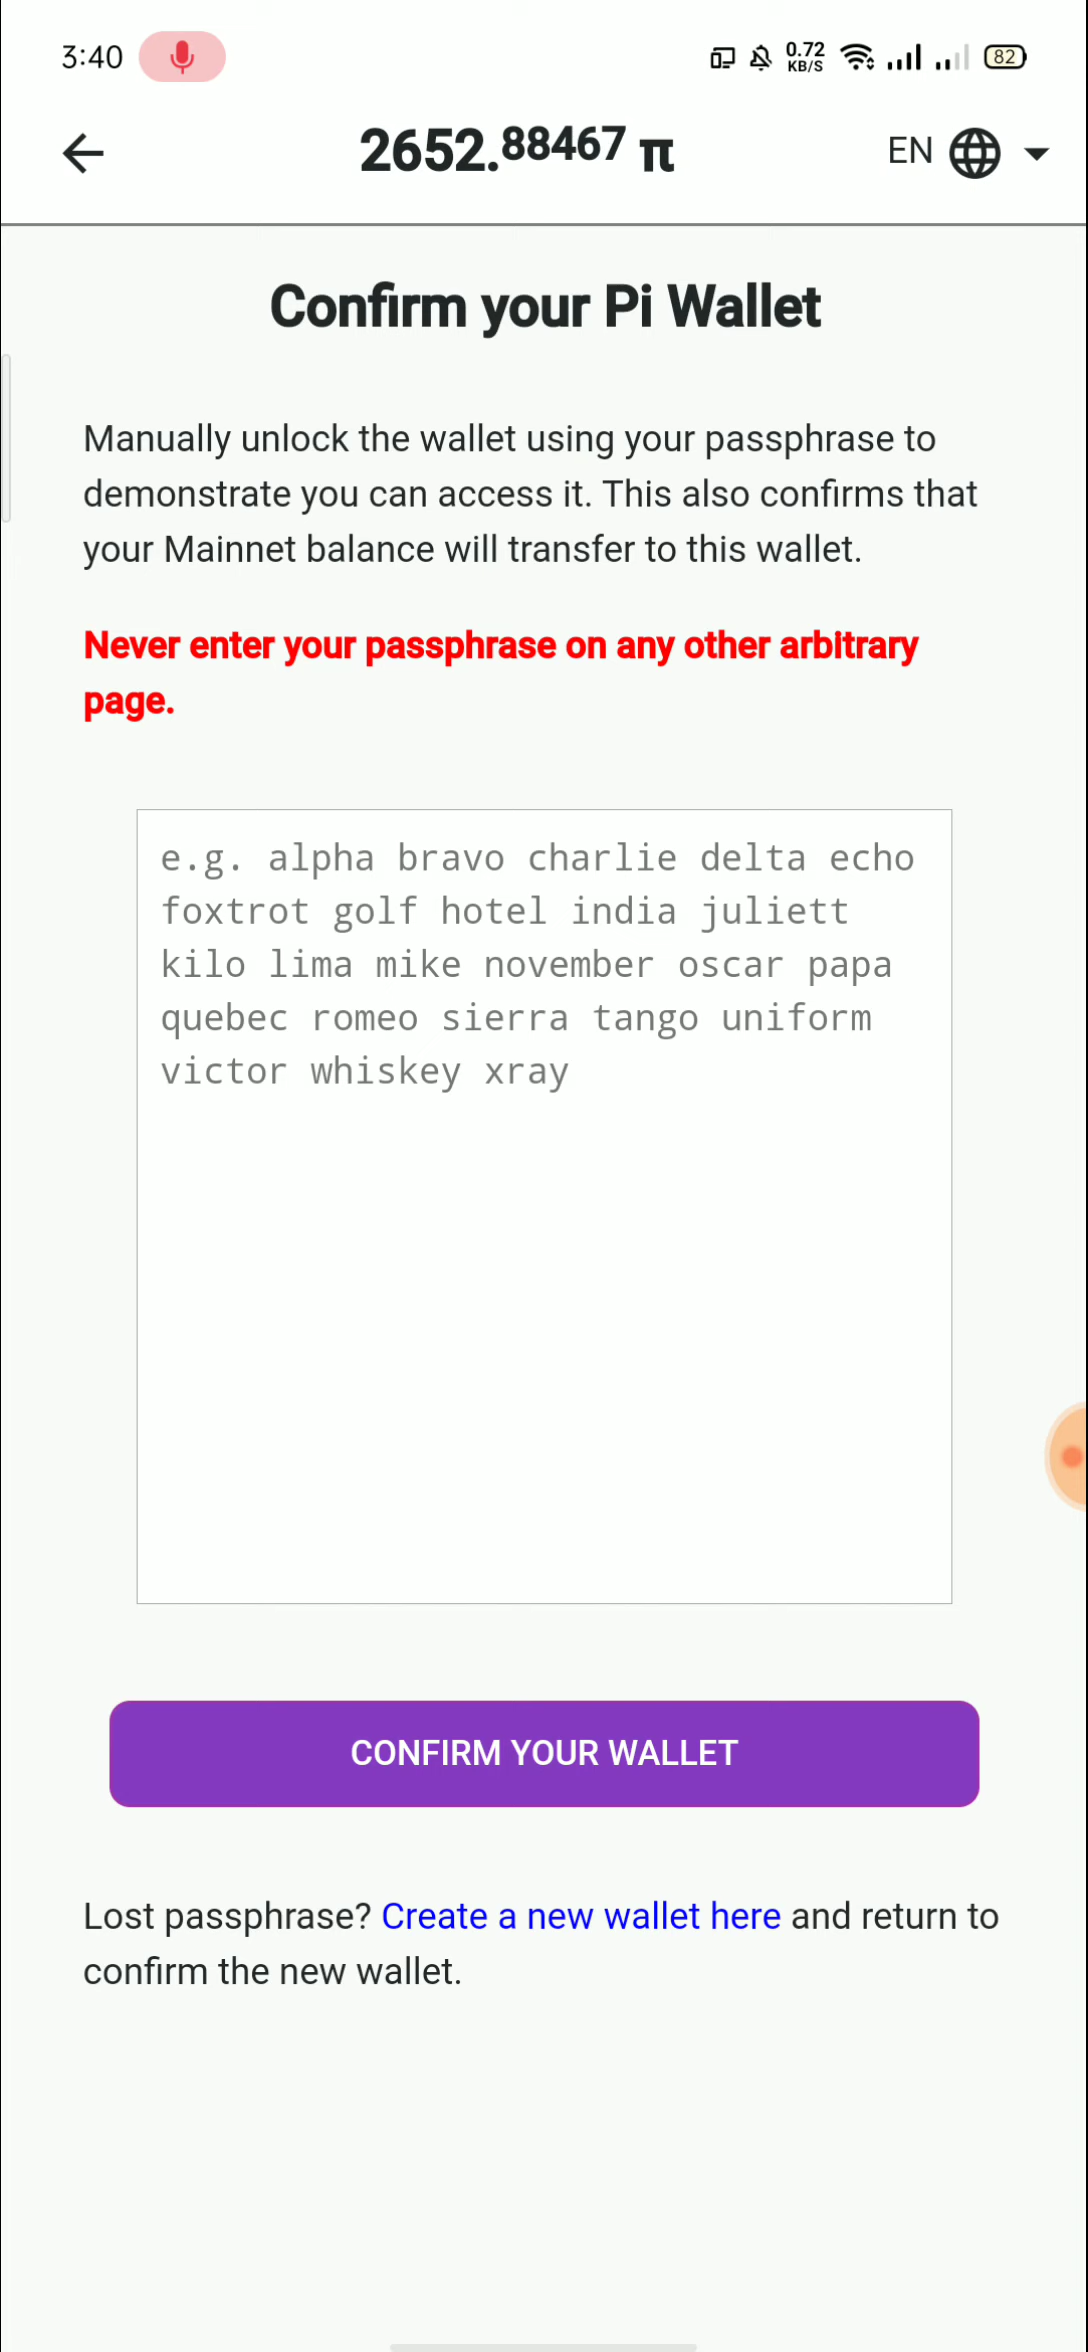 3:40
0.72
KB/S
82
2652.88467 π
EN
Confirm your Pi Wallet
Manually unlock the wallet using your passphrase to
demonstrate you can access it. This also confirms that
your Mainnet balance will transfer to this wallet.
Never enter your passphrase on any other arbitrary
page.
e.g. alpha bravo charlie delta echo
foxtrot golf hotel india juliett
kilo lima mike november oscar papa
quebec romeo sierra tango uniform
victor whiskey xray
CONFIRM YOUR WALLET
Lost passphrase? Create a new wallet here and return to
confirm the new wallet.